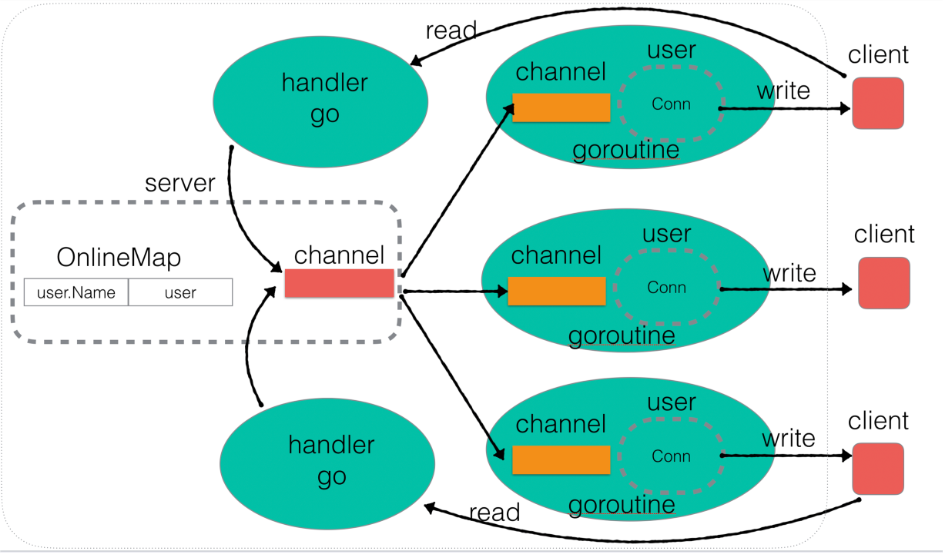 read
handler
go
channel
user
Conn
goroutine
write
client
server
OnlineMap
user.Name
user
channel
channel
user
Conn
goroutine
write
client
handler
go
read
channel
user
Conn
goroutine
write
client